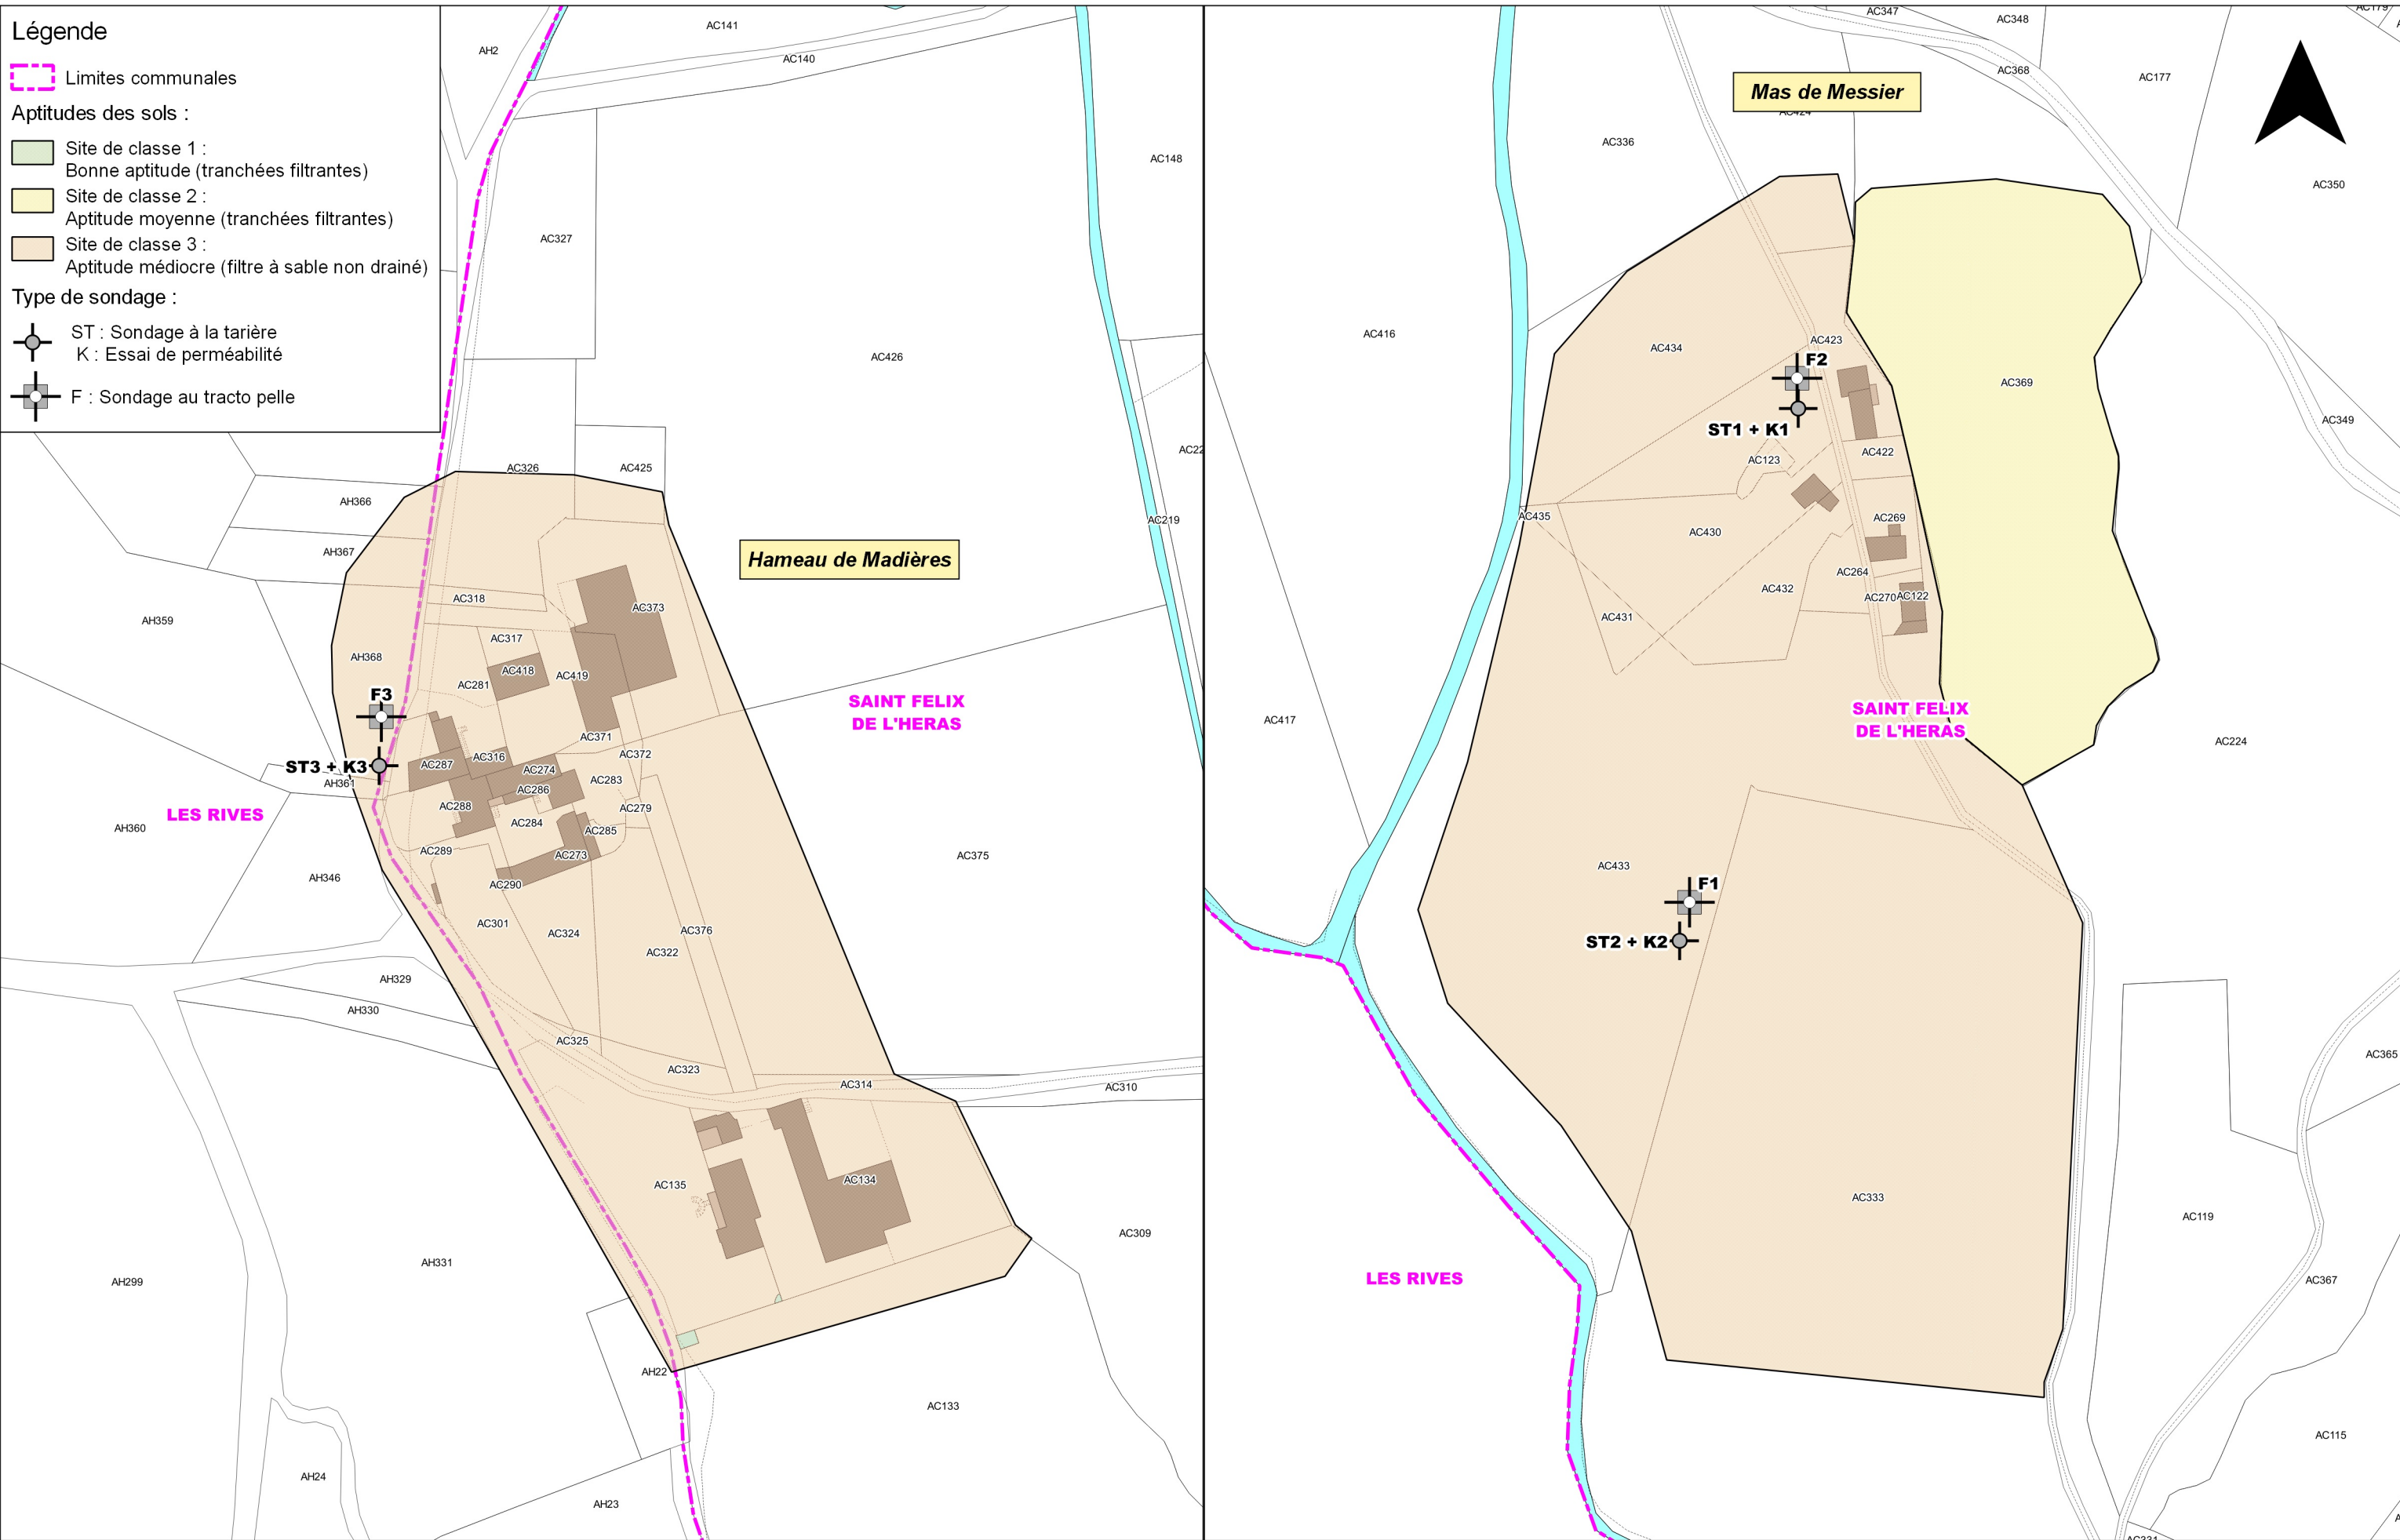 Légende
Limites communales
Aptitudes des sols :
Site de classe 1 :
Bonne aptitude (tranchées filtrantes)
Site de classe 2 :
Aptitude moyenne (tranchées filtrantes)
Site de classe 3 :
Aptitude médiocre (filtre à sable non drainé)
Type de sondage :
ST : Sondage à la tarière
K : Essai de perméabilité
F : Sondage au tracto pelle
AH2
AC141
AC140
AC148
AC327
AC426
AC22
AC219
AC326
AC425
AH366
AH367
Hameau de Madières
AH359
AC318
AC373
AC317
AH368
AC418
AC419
AC281
F3
SAINT FELIX
DE L'HERAS
AC371
AC372
AC316
AC287
AC274
ST3 + K3
AC283
AH361
AC286
AC288
AC279
LES RIVES
AC284
AH360
AC285
AC289
AC273
AC375
AH346
AC290
AC301
AC324
AC376
AC322
AH329
AH330
AC325
AC323
AC314
AC310
AC135
AC134
AC309
AH331
AH299
AH22
AC133
AH24
AH23
Mas de Messier
AC347
AC348
AC179
AC368
AC177
AC424
AC336
AC350
AC416
AC434
AC423
F2
AC369
AC349
ST1 + K1
AC422
AC123
AC435
AC269
AC430
AC264
AC432
AC270
AC122
AC431
SAINT FELIX
DE L'HERAS
AC417
AC224
AC433
F1
ST2 + K2
AC365
AC333
AC119
LES RIVES
AC367
AC115
AC331